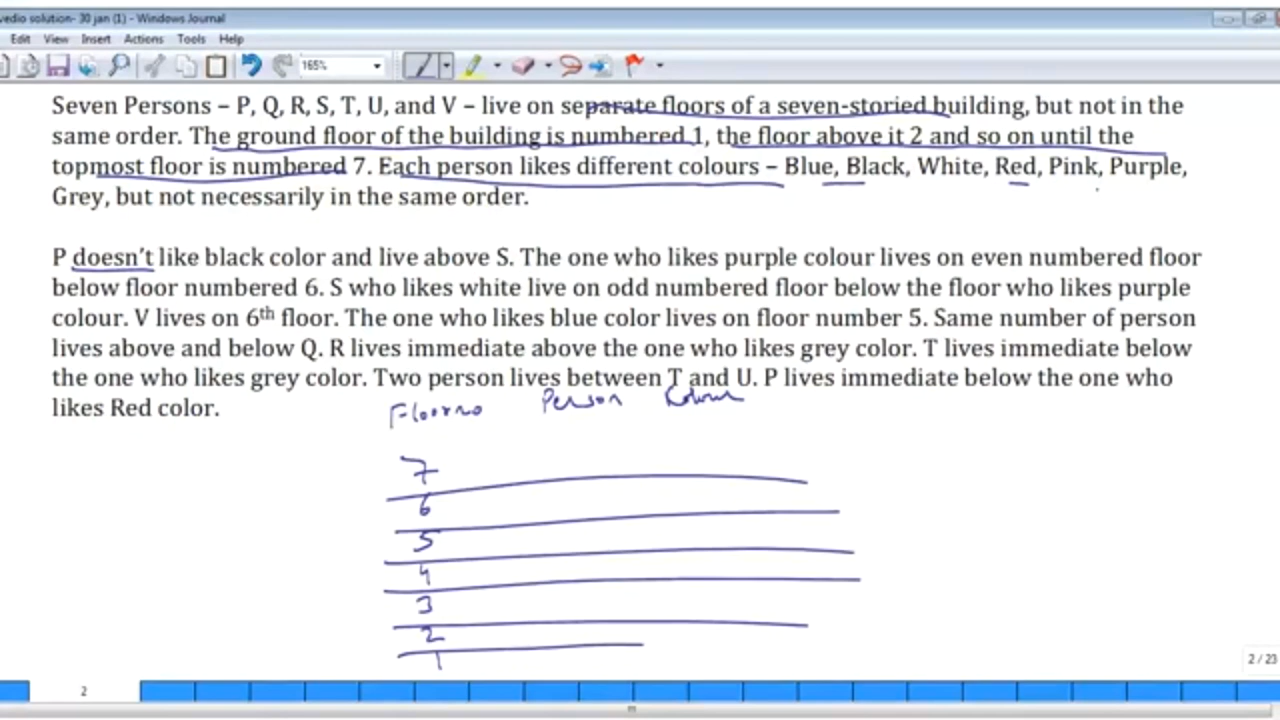 vedio solution- 30 jan (1) - Windows Journal
Edit View Insert Actions Tools Help
165%
Seven Persons – P, Q, R, S, T, U, and V – live on separate floors of a seven-storied building, but not in the
same order. The ground floor of the building is numbered 1, the floor above it 2 and so on until the
topmost floor is numbered 7. Each person likes different colours – Blue, Black, White, Red, Pink, Purple,
Grey, but not necessarily in the same order.
P doesn't like black color and live above S. The one who likes purple colour lives on even numbered floor
below floor numbered 6. S who likes white live on odd numbered floor below the floor who likes purple
colour. V lives on 6th floor. The one who likes blue color lives on floor number 5. Same number of person
lives above and below Q. R lives immediate above the one who likes grey color. T lives immediate below
the one who likes grey color. Two person lives between T and U. P lives immediate below the one who
likes Red color.
Floor no Person Colour
7
6
5
4
3
2
1
2 / 23
2